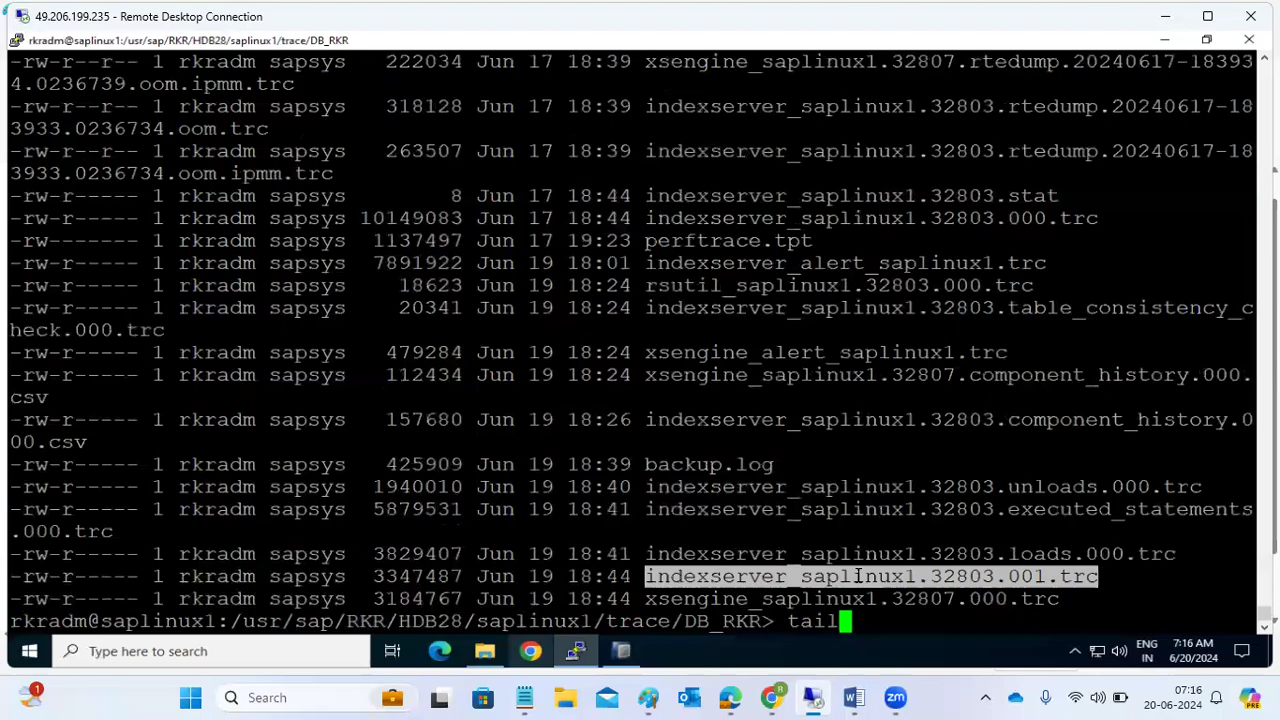 49.206.199.235 - Remote Desktop Connection
rkradm@saplinux1:/usr/sap/RKR/HDB28/saplinux1/trace/DB_RKR
-rw-r--r-- 1 rkradm sapsys 222034 Jun 17 18:39 xsengine_saplinux1.32807.rtedump.20240617-18393
4.0236739.oom.ipmm.trc
-rw-r--r-- 1 rkradm sapsys 318128 Jun 17 18:39 indexserver_saplinux1.32803.rtedump.20240617-18
3933.0236734.oom.trc
-rw-r--r-- 1 rkradm sapsys 263507 Jun 17 18:39 indexserver_saplinux1.32803.rtedump.20240617-18
3933.0236734.oom.ipmm.trc
-rw-r----- 1 rkradm sapsys 8 Jun 17 18:44 indexserver_saplinux1.32803.stat
-rw-r----- 1 rkradm sapsys 10149083 Jun 17 18:44 indexserver_saplinux1.32803.000.trc
-rw-r----- 1 rkradm sapsys 1137497 Jun 17 19:23 perftrace.tpt
-rw-r----- 1 rkradm sapsys 7891922 Jun 19 18:01 indexserver_alert_saplinux1.trc
-rw-r----- 1 rkradm sapsys 18623 Jun 19 18:24 rsutil_saplinux1.32803.000.trc
-rw-r----- 1 rkradm sapsys 20341 Jun 19 18:24 indexserver_saplinux1.32803.table_consistency_c
heck.000.trc
-rw-r----- 1 rkradm sapsys 479284 Jun 19 18:24 xsengine_alert_saplinux1.trc
-rw-r----- 1 rkradm sapsys 112434 Jun 19 18:24 xsengine_saplinux1.32807.component_history.000.
csv
-rw-r----- 1 rkradm sapsys 157680 Jun 19 18:26 indexserver_saplinux1.32803.component_history.0
00.csv
-rw-r----- 1 rkradm sapsys 425909 Jun 19 18:39 backup.log
-rw-r----- 1 rkradm sapsys 1940010 Jun 19 18:40 indexserver_saplinux1.32803.unloads.000.trc
-rw-r----- 1 rkradm sapsys 5879531 Jun 19 18:41 indexserver_saplinux1.32803.executed_statements
.000.trc
-rw-r----- 1 rkradm sapsys 3829407 Jun 19 18:41 indexserver_saplinux1.32803.loads.000.trc
-rw-r----- 1 rkradm sapsys 3347487 Jun 19 18:44 indexserver_saplinux1.32803.001.trc
-rw-r----- 1 rkradm sapsys 3184767 Jun 19 18:44 xsengine_saplinux1.32807.000.trc
rkradm@saplinux1:/usr/sap/RKR/HDB28/saplinux1/trace/DB_RKR> tail
Type here to search
ENG
IN
7:16 AM
6/20/2024
1
Search
zm
07:16
20-06-2024
PRE